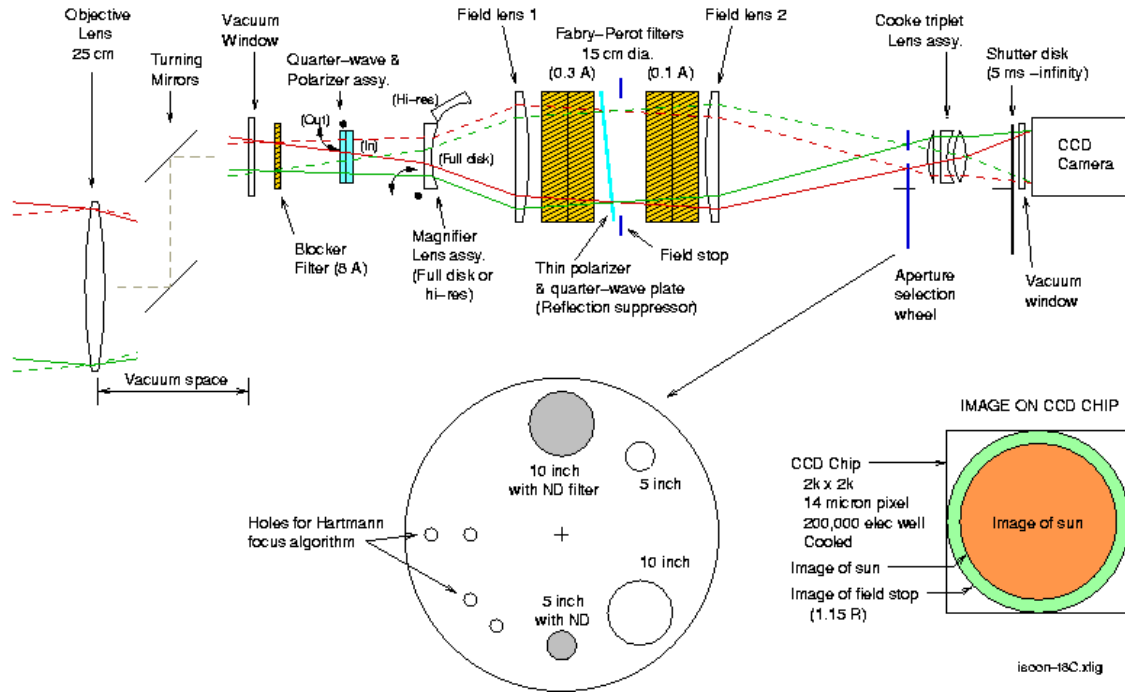 Objective
Lens
25 cm
Turning
Mirrors
Vacuum
Window
Quarter-wave &
Polarizer assy.
(Out)
(In)
(Hi-res)
(Full disk)
Field lens 1
Fabry-Perot filters
15 cm dia.
(0.3 A)
(0.1 A)
Field lens 2
Cooke triplet
Lens assy.
Shutter disk
(5 ms -infinity)
CCD
Camera
Blocker
Filter (8 A)
Magnifier
Lens assy.
(Full disk or
hi-res)
Thin polarizer
& quarter-wave plate
(Reflection suppressor)
Field stop
Aperture
selection
wheel
Vacuum
window
Vacuum space
10 inch
with ND filter
5 inch
Holes for Hartmann
focus algorithm
10 inch
5 inch
with ND
IMAGE ON CCD CHIP
CCD Chip
2k x 2k
14 micron pixel
200,000 elec well
Cooled
Image of sun
Image of sun
Image of field stop
(1.15 R)
isoon-18C.xfig